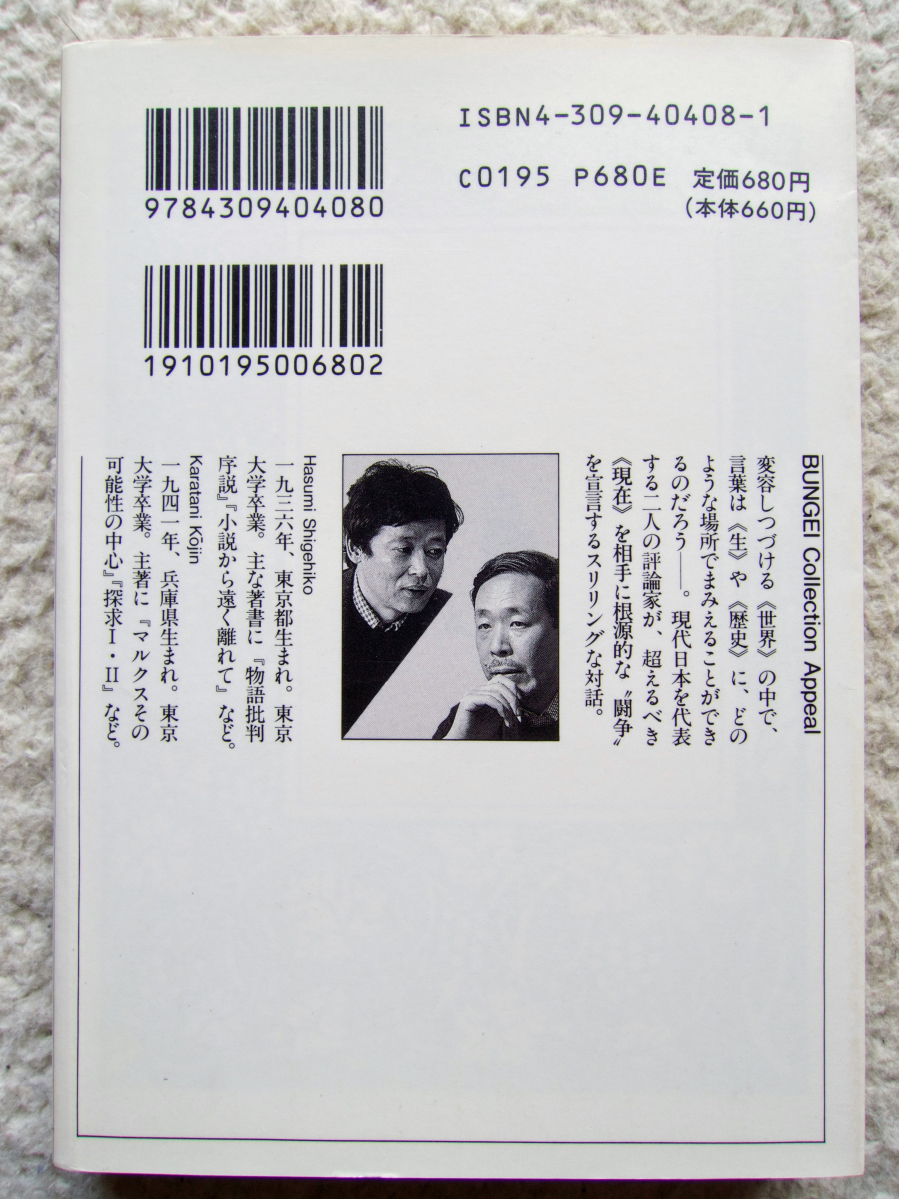 ISBN4-309-40408-1
C0195 P680E 定価680円
(本体660円)
9784309404080
1910195006802
BUNGEI Collection Appeal
変容しつづける《世界》の中で、
言葉は《生》や《歴史》に、どの
ような場所でまみえることができ
るのだろう——。現代日本を代表
する二人の評論家が、超えるべき
《現在》を相手に根源的な〝闘争〟
を宣言するスリリングな対話。
Hasumi Shigehiko
一九三六年、東京都生まれ。東京
大学卒業。主な著書に『物語批判
序説』『小説から遠く離れて』など。
Karatani Kōjin
一九四一年、兵庫県生まれ。東京
大学卒業。主著に『マルクスその
可能性の中心』『探求Ⅰ・Ⅱ』など。